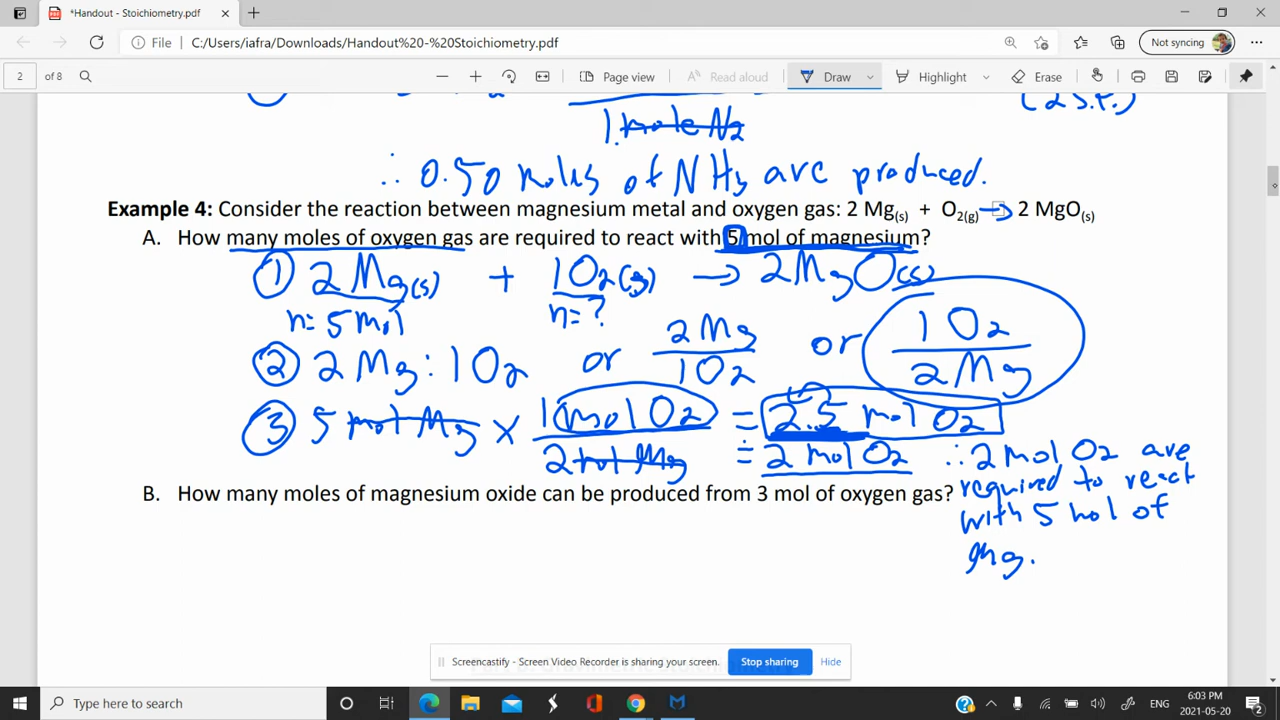 *Handout - Stoichiometry.pdf
File C:/Users/iafra/Downloads/Handout%20-%20Stoichiometry.pdf Not syncing
2 of 8 Page view Read aloud Draw Highlight Erase
(2 S.F.)
1 mole N2
∴ 0.50 moles of NH3 are produced.
Example 4: Consider the reaction between magnesium metal and oxygen gas: 2 Mg(s) + O2(g) → 2 MgO(s)
A. How many moles of oxygen gas are required to react with 5 mol of magnesium?
① 2Mg(s) + 1O2(g) → 2MgO(s)
n= 5 mol n= ?
② 2 Mg : 1 O2 or 2 Mg / 1 O2 or 1 O2 / 2 Mg
③ 5 mol Mg × 1 mol O2 / 2 mol Mg = 2.5 mol O2
≐ 2 mol O2
∴ 2 mol O2 are
required to react
with 5 mol of
Mg.
B. How many moles of magnesium oxide can be produced from 3 mol of oxygen gas?
Screencastify - Screen Video Recorder is sharing your screen. Stop sharing Hide
Type here to search ENG 6:03 PM
2021-05-20 2